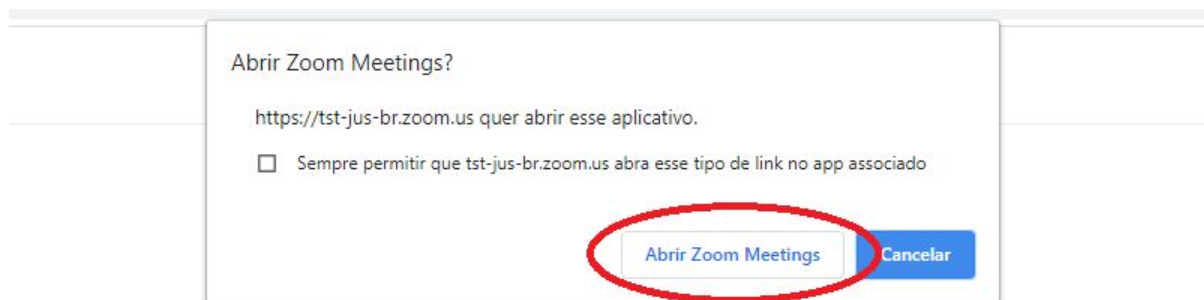 Abrir Zoom Meetings?
https://tst-jus-br.zoom.us quer abrir esse aplicativo.
Sempre permitir que tst-jus-br.zoom.us abra esse tipo de link no app associado
Abrir Zoom Meetings
Cancelar